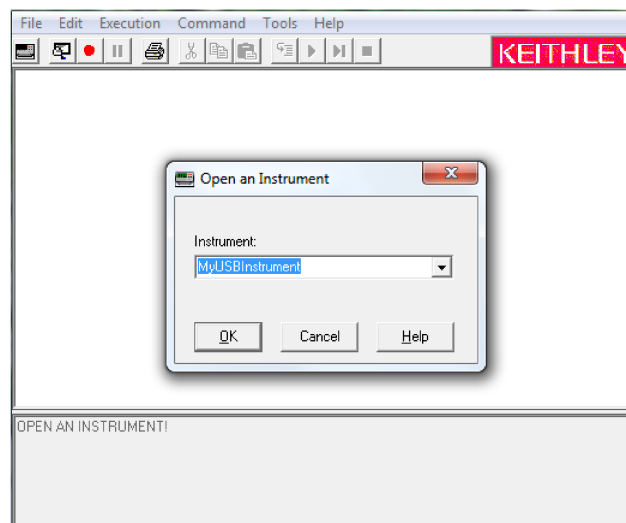 File Edit Execution Command Tools Help
KEITHLEY
Open an Instrument
Instrument:
MyUSBInstrument
OK Cancel Help
OPEN AN INSTRUMENT!